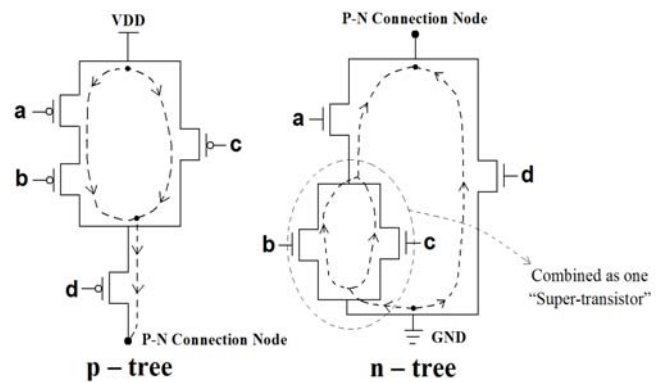 VDD
a
b
c
d
P-N Connection Node
p – tree
P-N Connection Node
a
b
c
d
GND
Combined as one
“Super-transistor”
n – tree